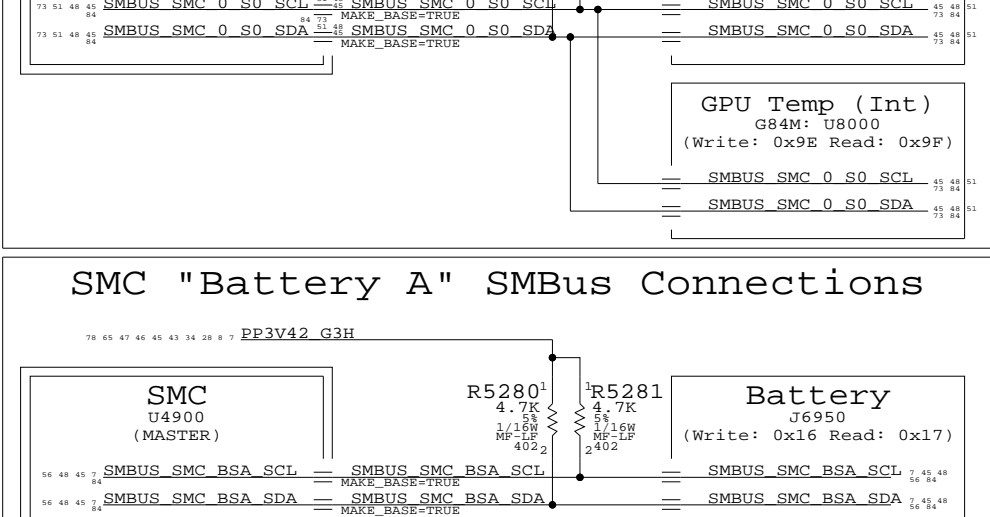 73 51 48 45 SMBUS_SMC_0_S0_SCL 45 SMBUS_SMC_0_S0_SCL SMBUS_SMC_0_S0_SCL 45 48 51
84 MAKE_BASE=TRUE 73 84
84 73
73 51 48 45 SMBUS_SMC_0_S0_SDA 51 48 SMBUS_SMC_0_S0_SDA SMBUS_SMC_0_S0_SDA 45 48 51
84 45 MAKE_BASE=TRUE 73 84
GPU Temp (Int)
G84M: U8000
(Write: 0x9E Read: 0x9F)
SMBUS_SMC_0_S0_SCL 45 48 51
73 84
SMBUS_SMC_0_S0_SDA 45 48 51
73 84
SMC "Battery A" SMBus Connections
78 65 47 46 45 43 34 28 8 7 PP3V42_G3H
SMC
U4900
(MASTER)
R5280 1
4.7K
5%
1/16W
MF-LF
402 2
1 R5281
4.7K
5%
1/16W
MF-LF
2 402
Battery
J6950
(Write: 0x16 Read: 0x17)
56 48 45 7 SMBUS_SMC_BSA_SCL SMBUS_SMC_BSA_SCL SMBUS_SMC_BSA_SCL 7 45 48
84 MAKE_BASE=TRUE 56 84
56 48 45 7 SMBUS_SMC_BSA_SDA SMBUS_SMC_BSA_SDA SMBUS_SMC_BSA_SDA 7 45 48
84 MAKE_BASE=TRUE 56 84